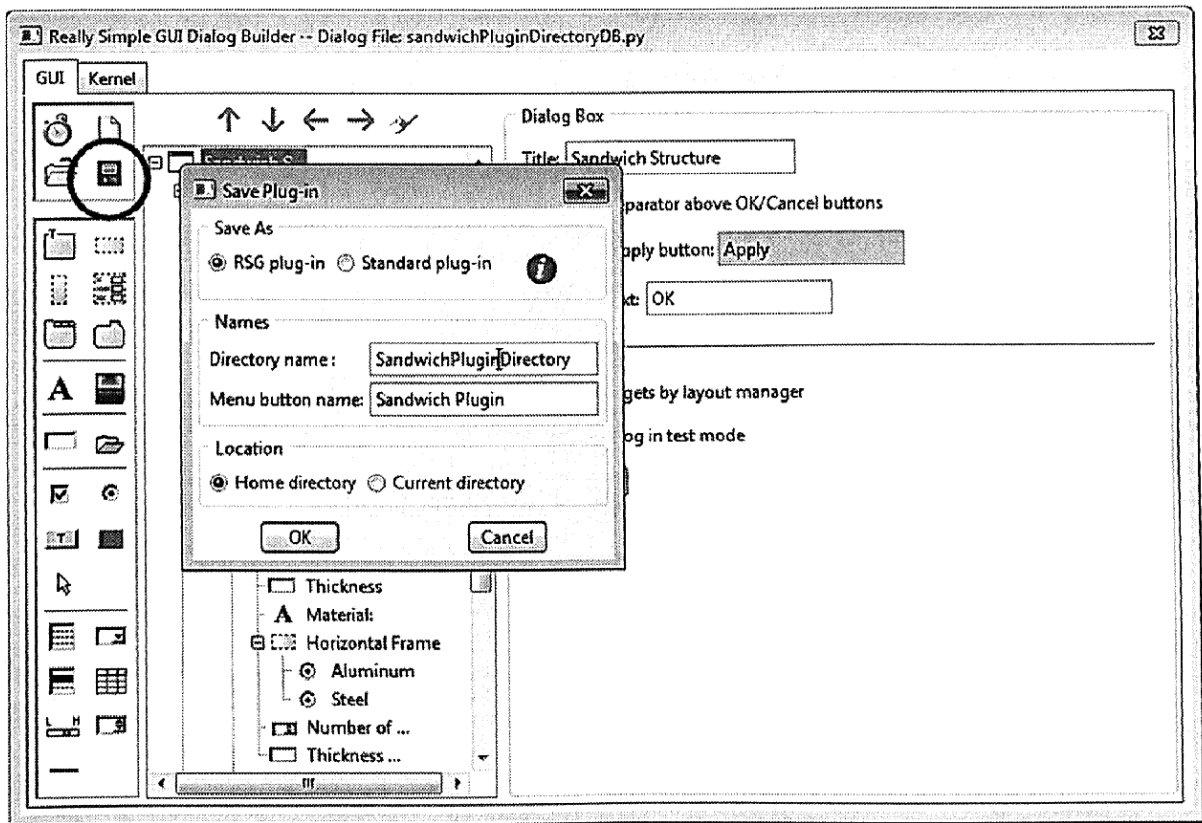 Really Simple GUI Dialog Builder -- Dialog File: sandwichPluginDirectoryDB.py
GUI Kernel
Dialog Box
Title: Sandwich Structure
parator above OK/Cancel buttons
pply button: Apply
xt: OK
gets by layout manager
og in test mode
Save Plug-in
Save As
RSG plug-in Standard plug-in
Names
Directory name : SandwichPluginDirectory
Menu button name: Sandwich Plugin
Location
Home directory Current directory
OK Cancel
Thickness
A Material:
Horizontal Frame
Aluminum
Steel
Number of ...
Thickness ...